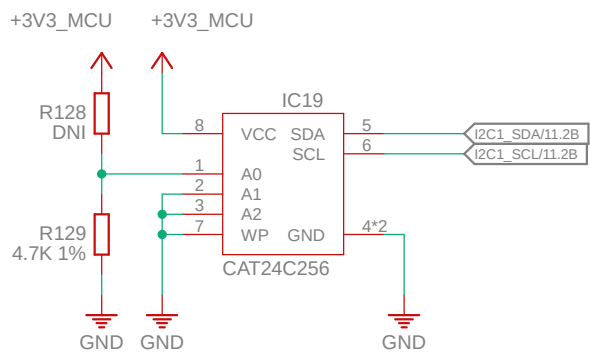 +3V3_MCU +3V3_MCU
IC19
R128
DNI
8 VCC SDA 5 I2C1_SDA/11.2B
SCL 6 I2C1_SCL/11.2B
1 A0
2 A1
3 A2
7 WP GND 4*2
R129
4.7K 1%
CAT24C256
GND GND GND